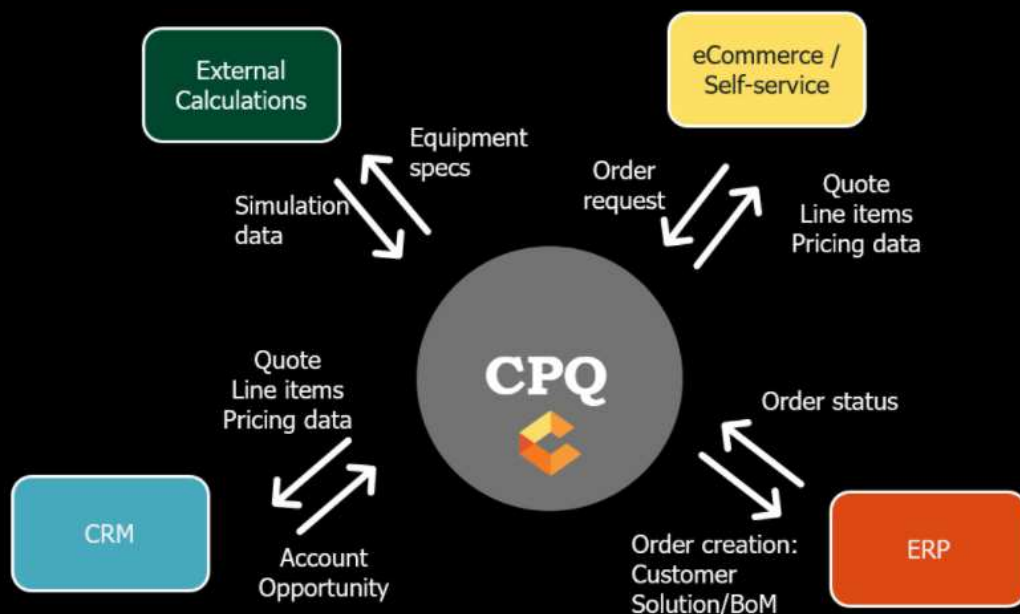 External
Calculations
eCommerce /
Self-service
Equipment
specs
Simulation
data
Order
request
Quote
Line items
Pricing data
CPQ
Quote
Line items
Pricing data
Order status
CRM
Account
Opportunity
Order creation:
Customer
Solution/BoM
ERP